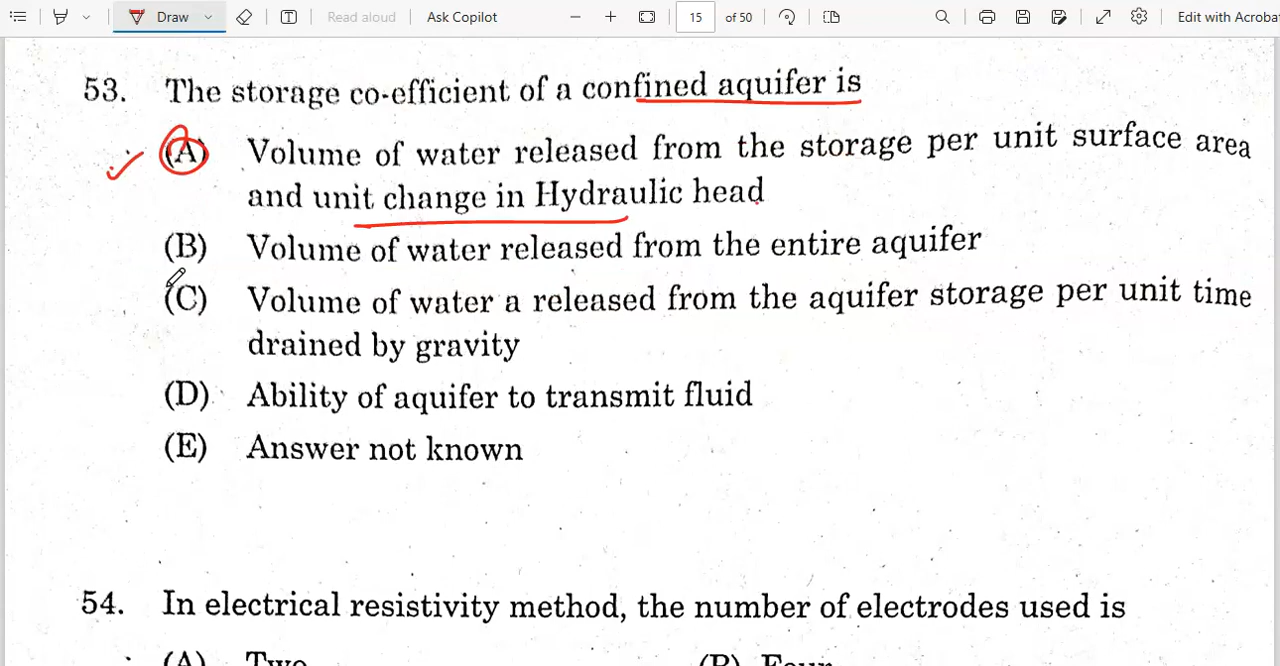 Draw
Read aloud
Ask Copilot
15
of 50
Edit with Acroba
53. The storage co-efficient of a confined aquifer is
(A) Volume of water released from the storage per unit surface area
and unit change in Hydraulic head
(B) Volume of water released from the entire aquifer
(C) Volume of water a released from the aquifer storage per unit time
drained by gravity
(D) Ability of aquifer to transmit fluid
(E) Answer not known
54. In electrical resistivity method, the number of electrodes used is
(A) Two (B) Four